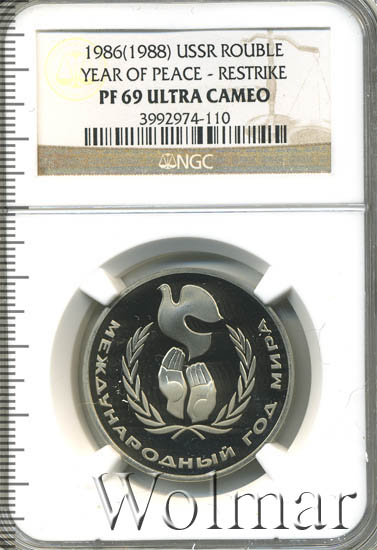 1986(1988) USSR ROUBLE
YEAR OF PEACE - RESTRIKE
PF 69 ULTRA CAMEO
3992974-110
NGC
МЕЖДУНАРОДНЫЙ ГОД МИРА
Wolmar